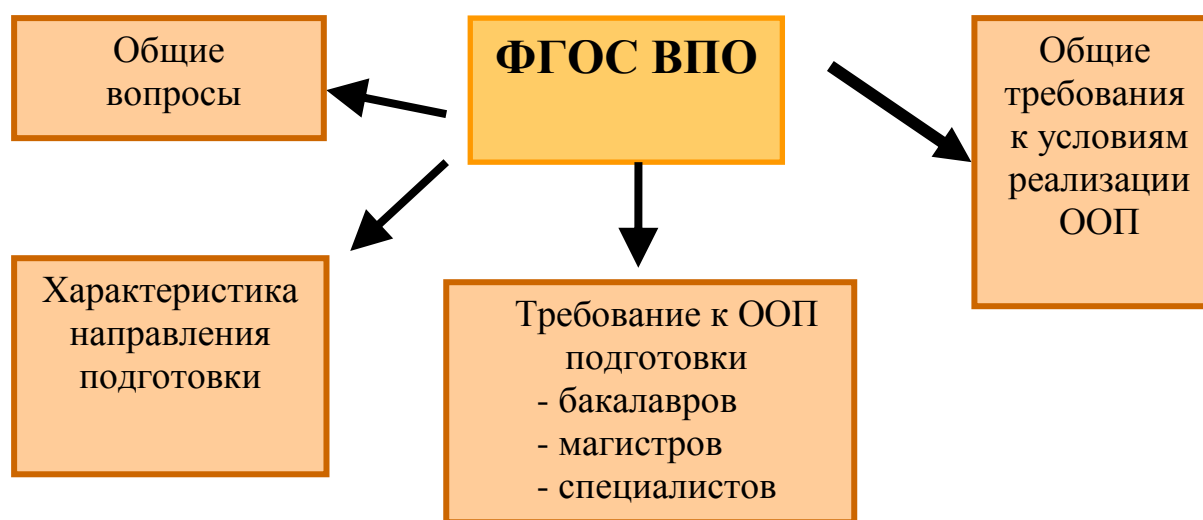 ФГОС ВПО
Общие
вопросы
Общие
требования
к условиям
реализации
ООП
Характеристика
направления
подготовки
Требование к ООП
подготовки
- бакалавров
- магистров
- специалистов